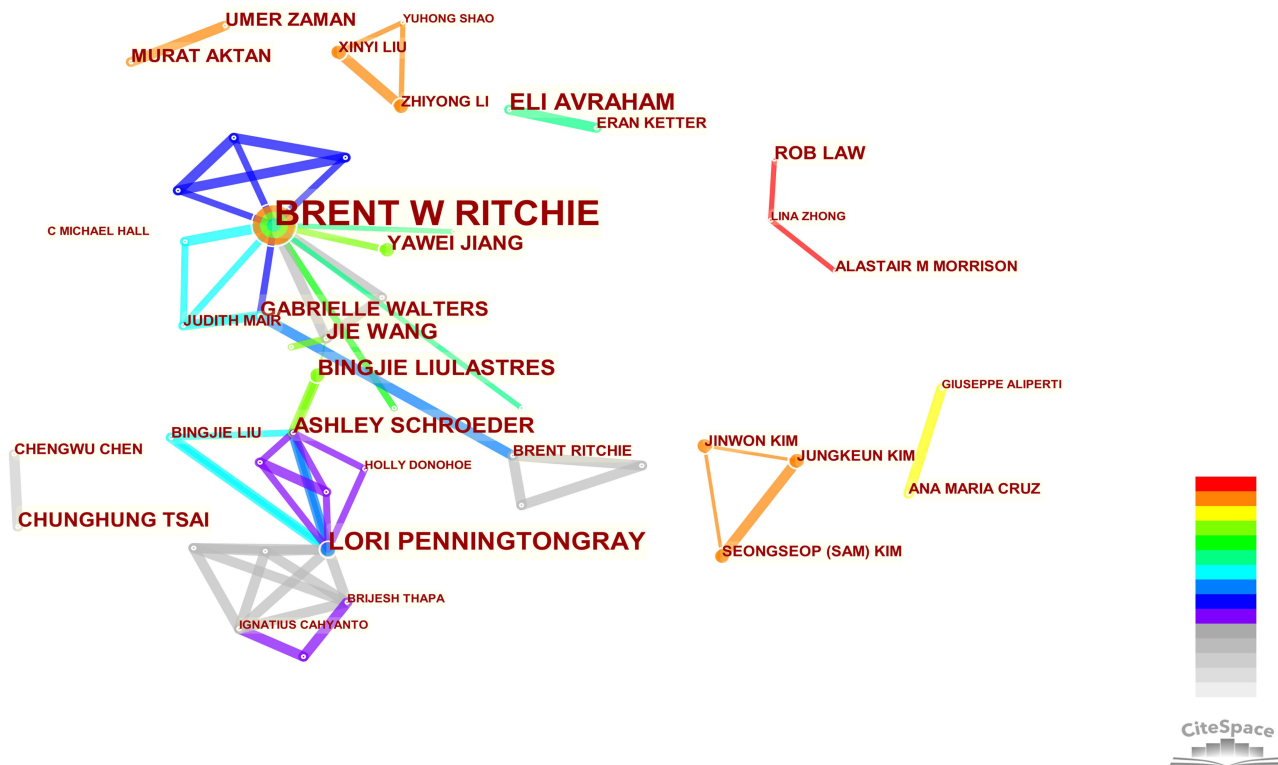 UMER ZAMAN
YUHONG SHAO
XINYI LIU
MURAT AKTAN
ZHIYONG LI
ELI AVRAHAM
ERAN KETTER
ROB LAW
BRENT W RITCHIE
LINA ZHONG
C MICHAEL HALL
YAWEI JIANG
ALASTAIR M MORRISON
GABRIELLE WALTERS
JUDITH MAIR
JIE WANG
BINGJIE LIULASTRES
GIUSEPPE ALIPERTI
ASHLEY SCHROEDER
BINGJIE LIU
JINWON KIM
CHENGWU CHEN
BRENT RITCHIE
JUNGKEUN KIM
HOLLY DONOHOE
ANA MARIA CRUZ
CHUNGHUNG TSAI
LORI PENNINGTONGRAY
SEONGSEOP (SAM) KIM
BRIJESH THAPA
IGNATIUS CAHYANTO
CiteSpace